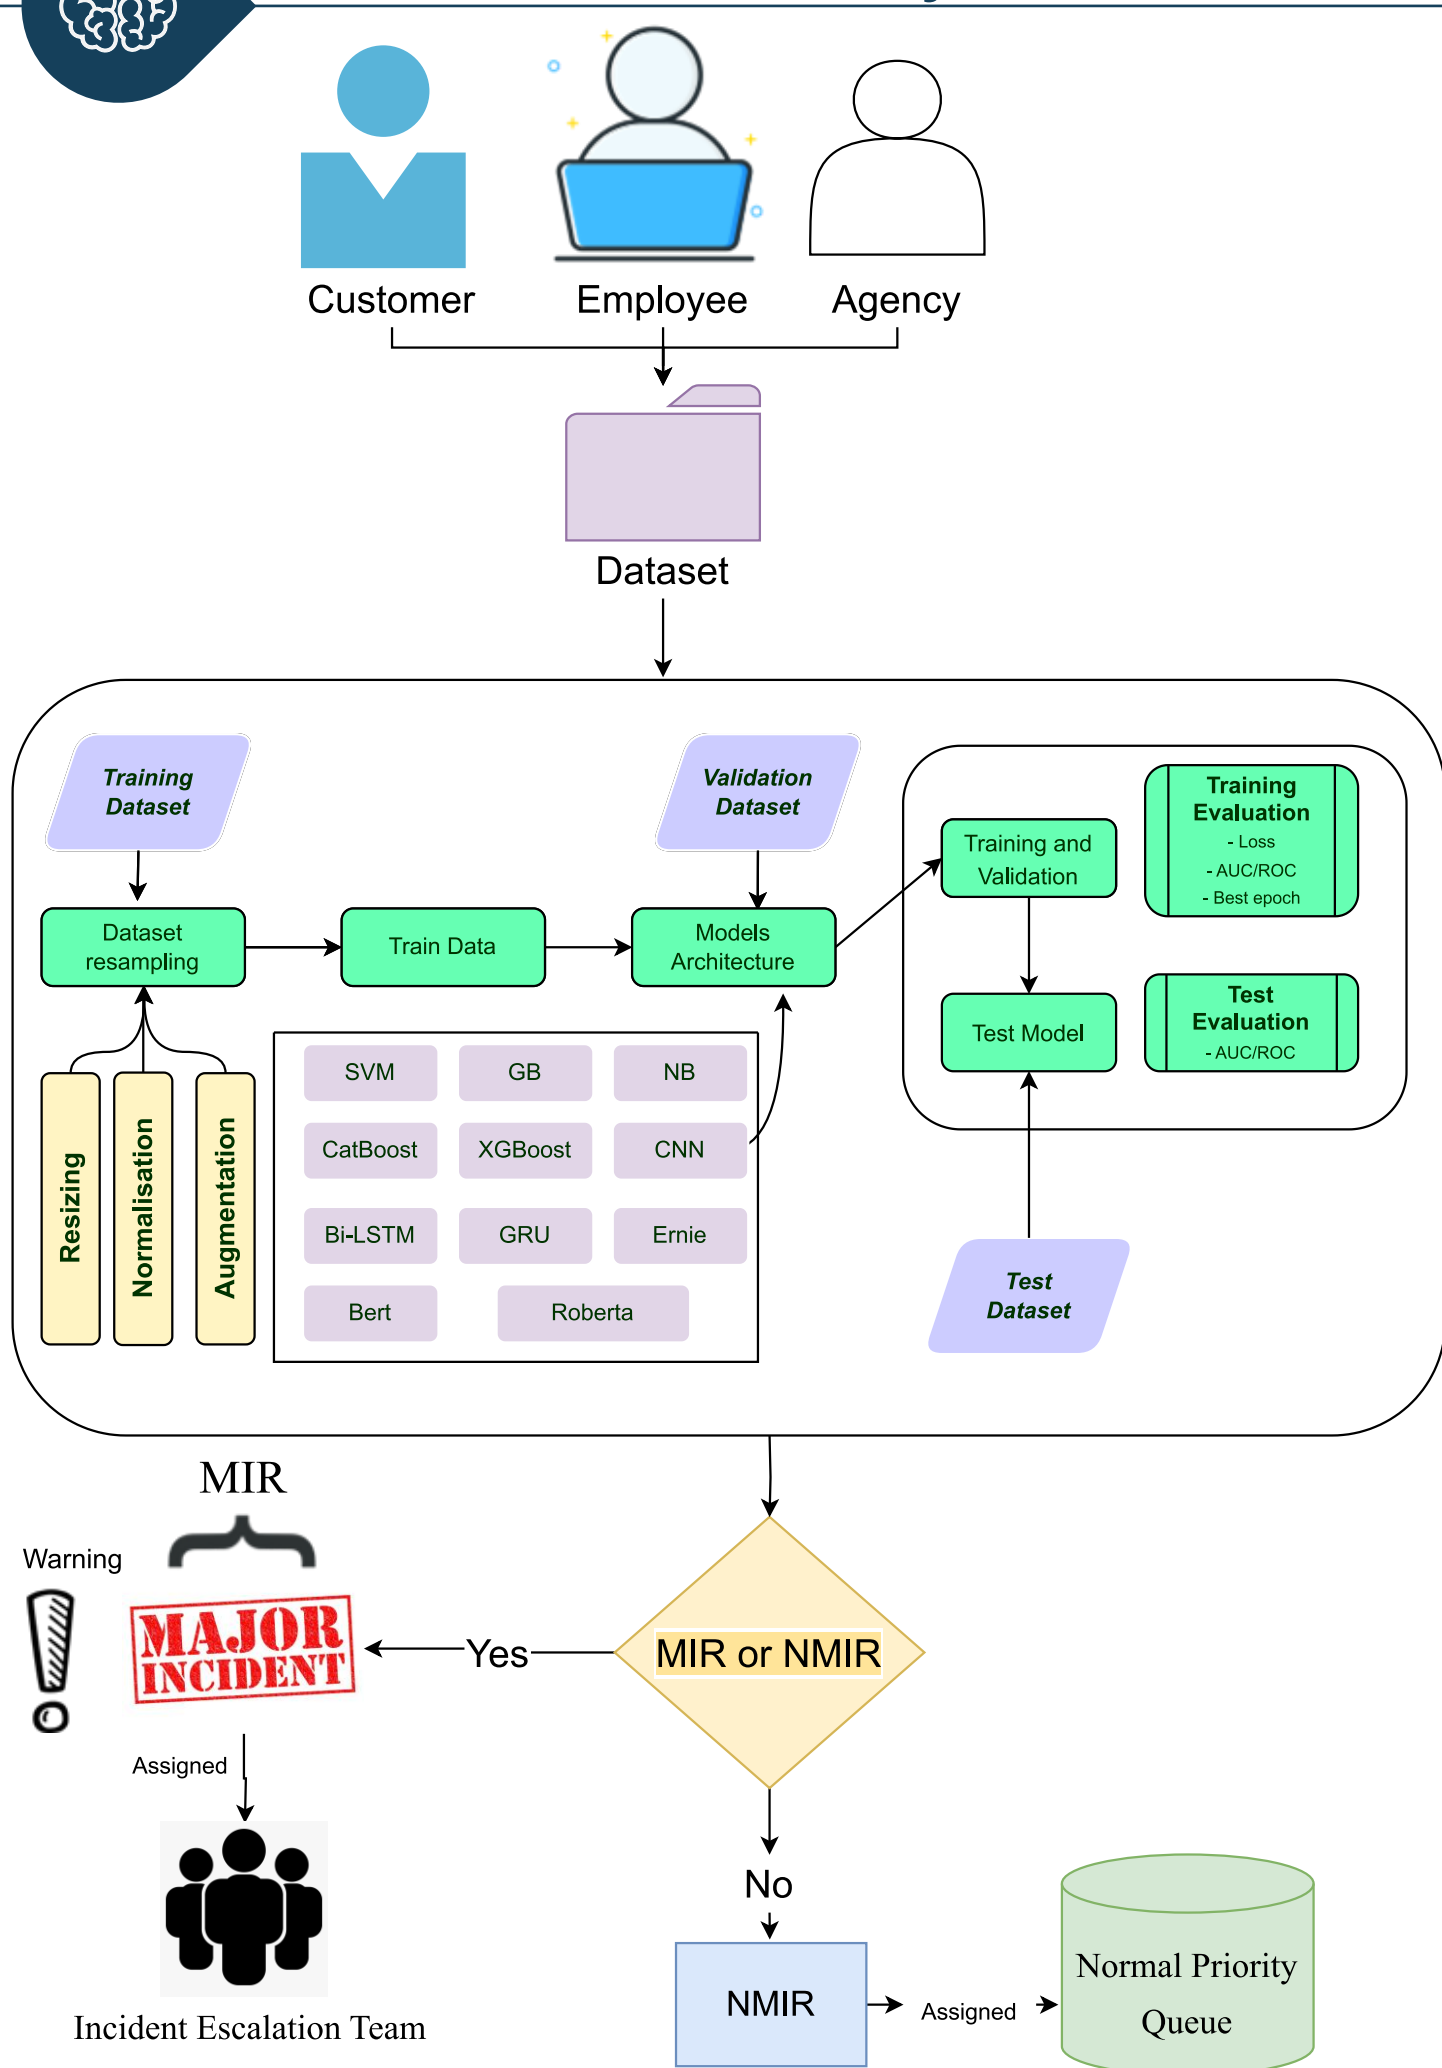 Customer
Employee
Agency
Dataset
Training
Dataset
Validation
Dataset
Training
Evaluation
- Loss
- AUC/ROC
- Best epoch
Training and
Validation
Dataset
resampling
Train Data
Models
Architecture
Test Model
Test
Evaluation
- AUC/ROC
SVM
GB
NB
CatBoost
XGBoost
CNN
Bi-LSTM
GRU
Ernie
Bert
Roberta
Resizing
Normalisation
Augmentation
Test
Dataset
MIR
Warning
MAJOR
INCIDENT
Yes
MIR or NMIR
Assigned
No
Incident Escalation Team
NMIR
Assigned
Normal Priority
Queue